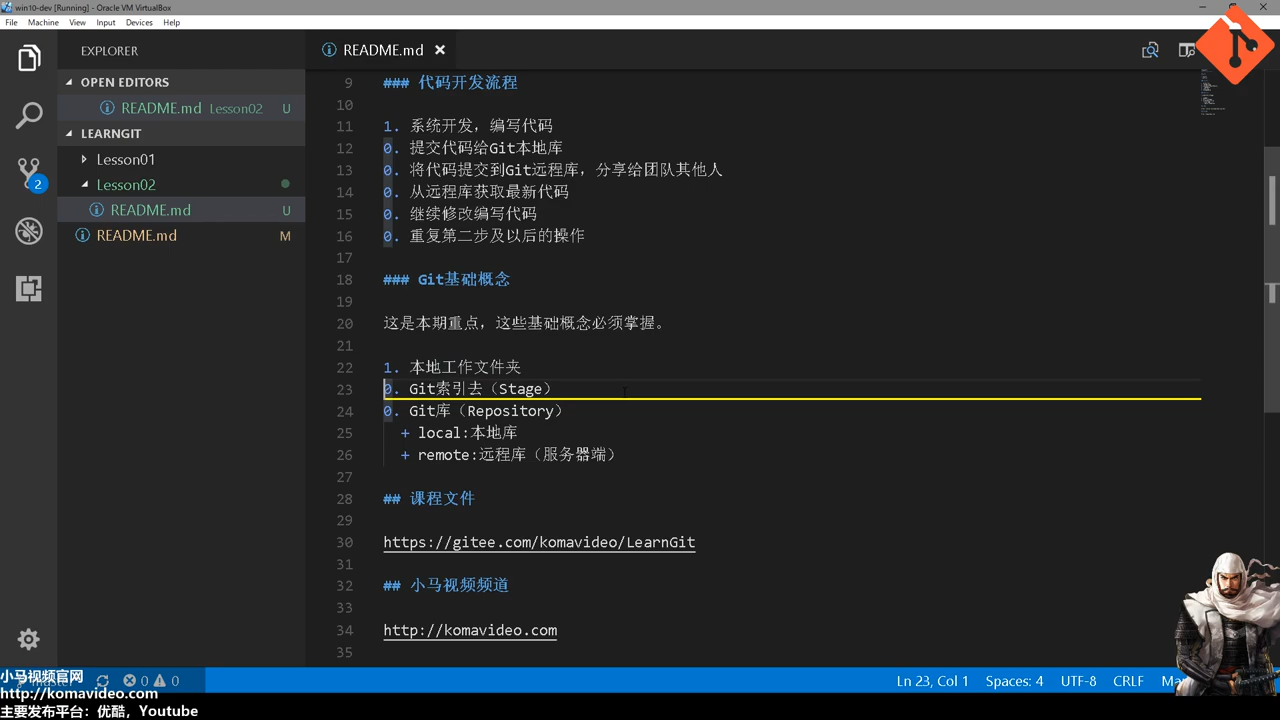 win10-dev [Running] - Oracle VM VirtualBox
File Machine View Input Devices Help
EXPLORER
README.md
OPEN EDITORS
README.md Lesson02 U
LEARNGIT
Lesson01
Lesson02
README.md U
README.md M
2
9 ### 代码开发流程
10
11 1. 系统开发，编写代码
12 0. 提交代码给Git本地库
13 0. 将代码提交到Git远程库，分享给团队其他人
14 0. 从远程库获取最新代码
15 0. 继续修改编写代码
16 0. 重复第二步及以后的操作
17
18 ### Git基础概念
19
20 这是本期重点，这些基础概念必须掌握。
21
22 1. 本地工作文件夹
23 0. Git索引去（Stage）
24 0. Git库（Repository）
25 + local:本地库
26 + remote:远程库（服务器端）
27
28 ## 课程文件
29
30 https://gitee.com/komavideo/LearnGit
31
32 ## 小马视频频道
33
34 http://komavideo.com
35
小马视频官网
http://komavideo.com
主要发布平台：优酷，Youtube
0 0
Ln 23, Col 1 Spaces: 4 UTF-8 CRLF